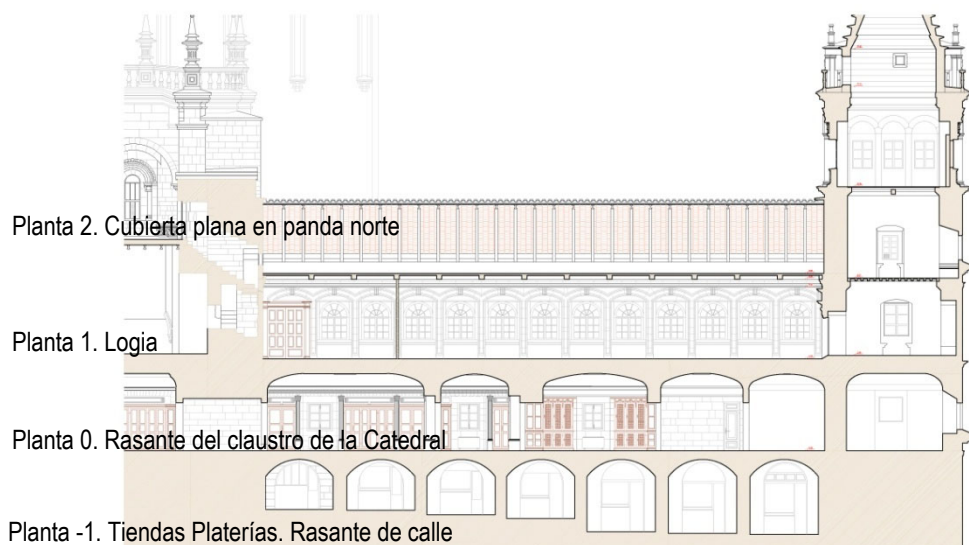 Planta 2. Cubierta plana en panda norte
Planta 1. Logia
Planta 0. Rasante del claustro de la Catedral
Planta -1. Tiendas Platerías. Rasante de calle